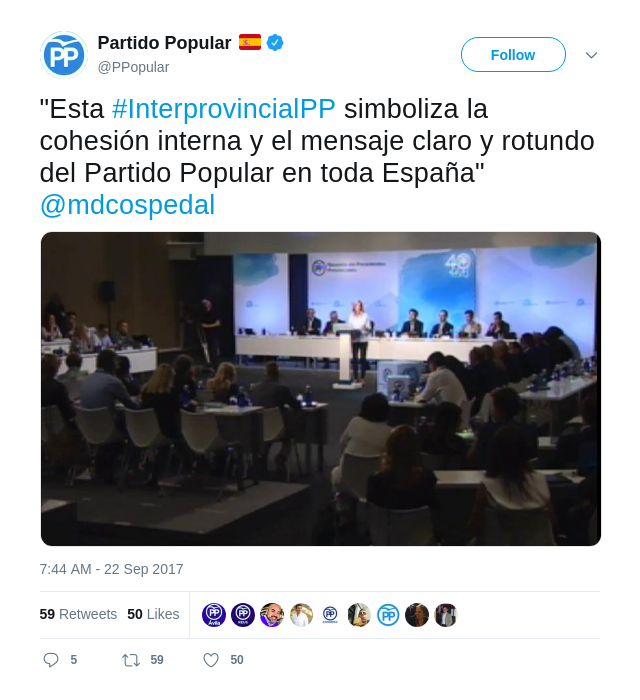 Partido Popular
@PPopular
Follow
"Esta #InterprovincialPP simboliza la
cohesión interna y el mensaje claro y rotundo
del Partido Popular en toda España"
@mdcospedal
40
7:44 AM - 22 Sep 2017
59 Retweets 50 Likes
5 59 50